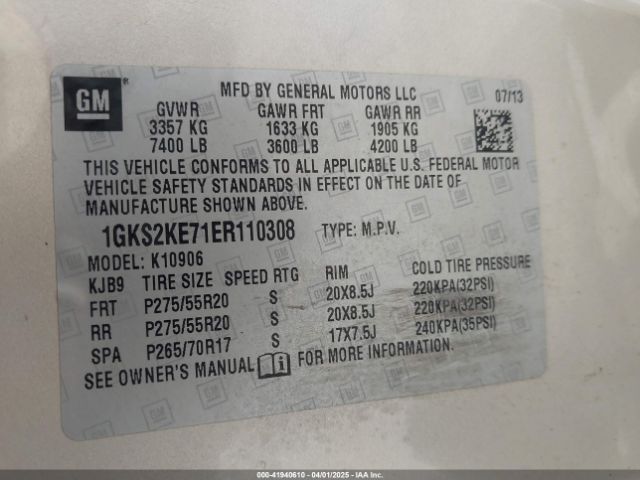 GM
MFD BY GENERAL MOTORS LLC 07/13
GVWR GAWR FRT GAWR RR
3357 KG 1633 KG 1905 KG
7400 LB 3600 LB 4200 LB
THIS VEHICLE CONFORMS TO ALL APPLICABLE U.S. FEDERAL MOTOR
VEHICLE SAFETY STANDARDS IN EFFECT ON THE DATE OF
MANUFACTURE SHOWN ABOVE.
1GKS2KE71ER110308 TYPE: M.P.V.
MODEL: K10906
KJB9 TIRE SIZE SPEED RTG RIM COLD TIRE PRESSURE
FRT P275/55R20 S 20X8.5J 220KPA(32PSI)
RR P275/55R20 S 20X8.5J 220KPA(32PSI)
SPA P265/70R17 S 17X7.5J 240KPA(35PSI)
SEE OWNER'S MANUAL i FOR MORE INFORMATION.
000-41940610 04/01/2025 IAAI.COM